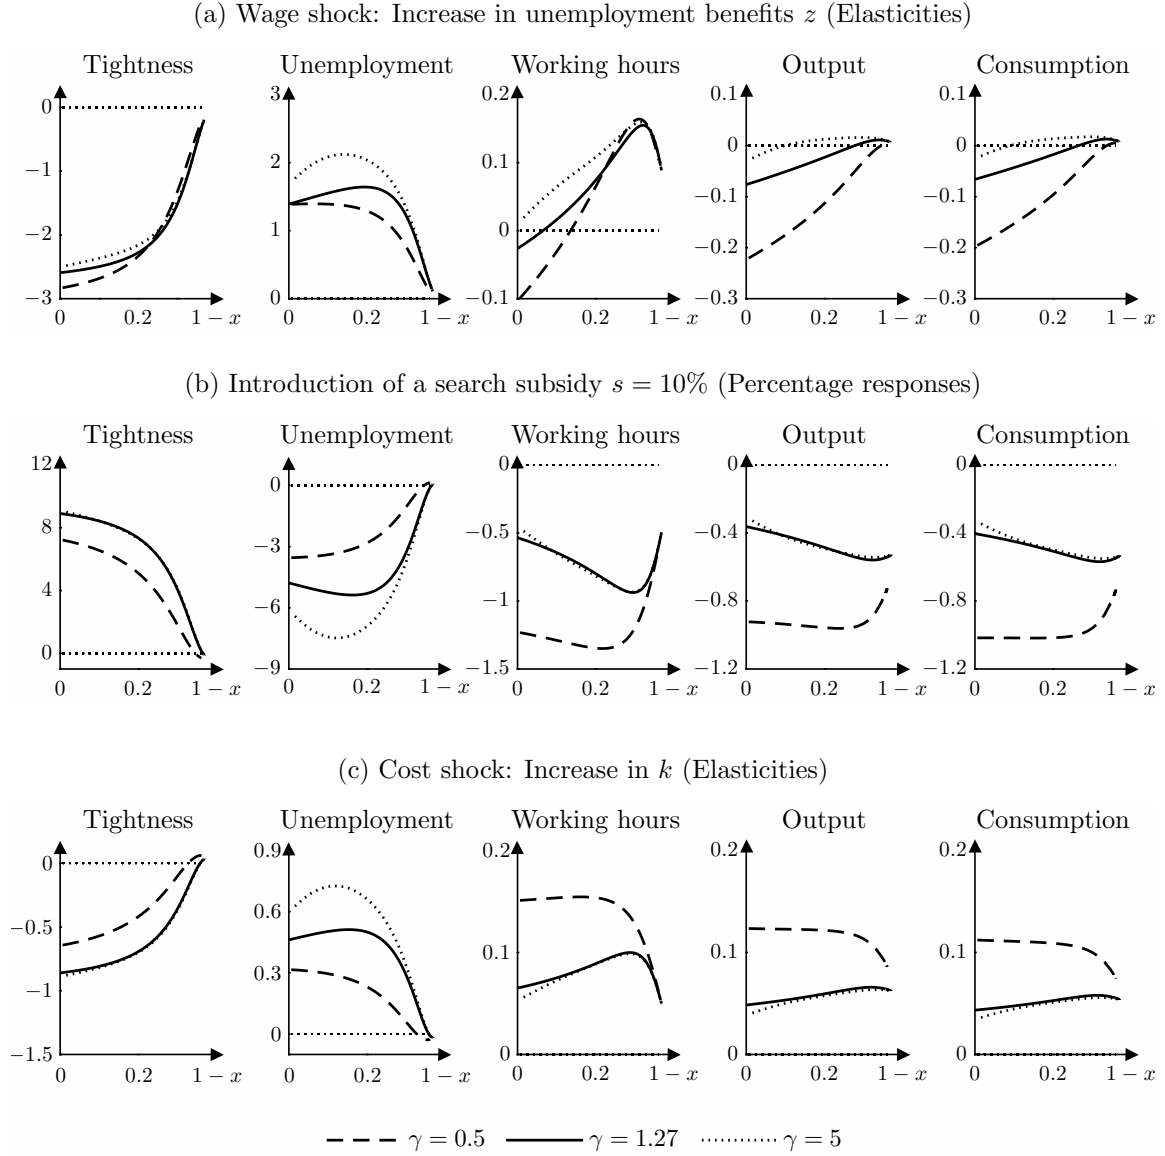 (a) Wage shock: Increase in unemployment benefits z (Elasticities)
Tightness Unemployment Working hours Output Consumption
0 3 0.2 0.1 0.1
−1 2 0.1 0 0
−2 1 0 −0.1 −0.1
−0.2 −0.2
−3 0 −0.1 −0.3 −0.3
0 0.2 1 − x 0 0.2 1 − x 0 0.2 1 − x 0 0.2 1 − x 0 0.2 1 − x
(b) Introduction of a search subsidy s = 10% (Percentage responses)
Tightness Unemployment Working hours Output Consumption
12 0 0 0 0
8 −3 −0.5 −0.4 −0.4
4 −6 −1 −0.8 −0.8
0 −9 −1.5 −1.2 −1.2
0 0.2 1 − x 0 0.2 1 − x 0 0.2 1 − x 0 0.2 1 − x 0 0.2 1 − x
(c) Cost shock: Increase in k (Elasticities)
Tightness Unemployment Working hours Output Consumption
0 0.9 0.2 0.2 0.2
−0.5 0.6 0.1 0.1 0.1
−1 0.3
−1.5 0 0 0 0
0 0.2 1 − x 0 0.2 1 − x 0 0.2 1 − x 0 0.2 1 − x 0 0.2 1 − x
γ = 0.5 γ = 1.27 γ = 5